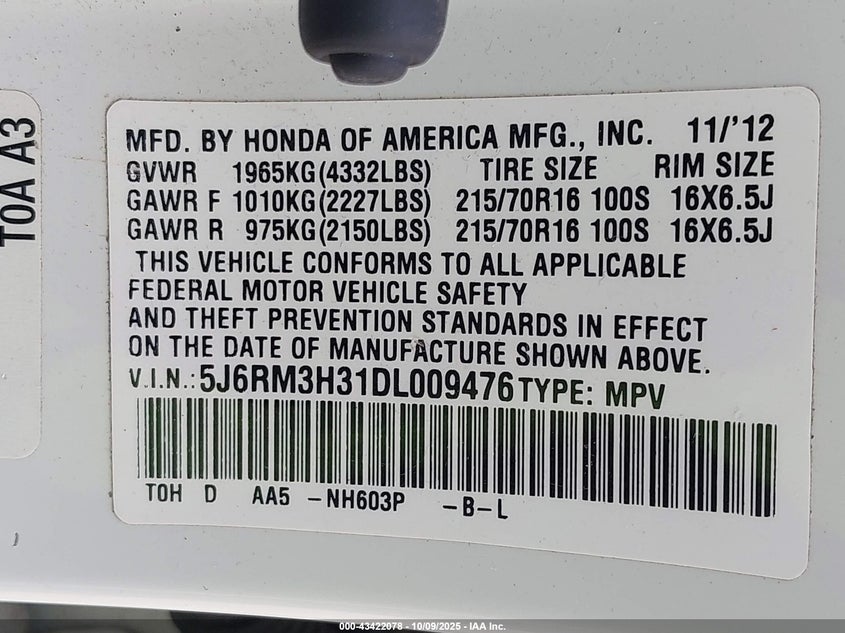 TOA A3
MFD. BY HONDA OF AMERICA MFG., INC. 11/'12
GVWR 1965KG(4332LBS) TIRE SIZE RIM SIZE
GAWR F 1010KG(2227LBS) 215/70R16 100S 16X6.5J
GAWR R 975KG(2150LBS) 215/70R16 100S 16X6.5J
THIS VEHICLE CONFORMS TO ALL APPLICABLE
FEDERAL MOTOR VEHICLE SAFETY
AND THEFT PREVENTION STANDARDS IN EFFECT
ON THE DATE OF MANUFACTURE SHOWN ABOVE.
V.I.N.: 5J6RM3H31DL009476 TYPE: MPV
TOH D AA5 -NH603P -B-L
000-43422078 - 10/09/2025 - IAA Inc.